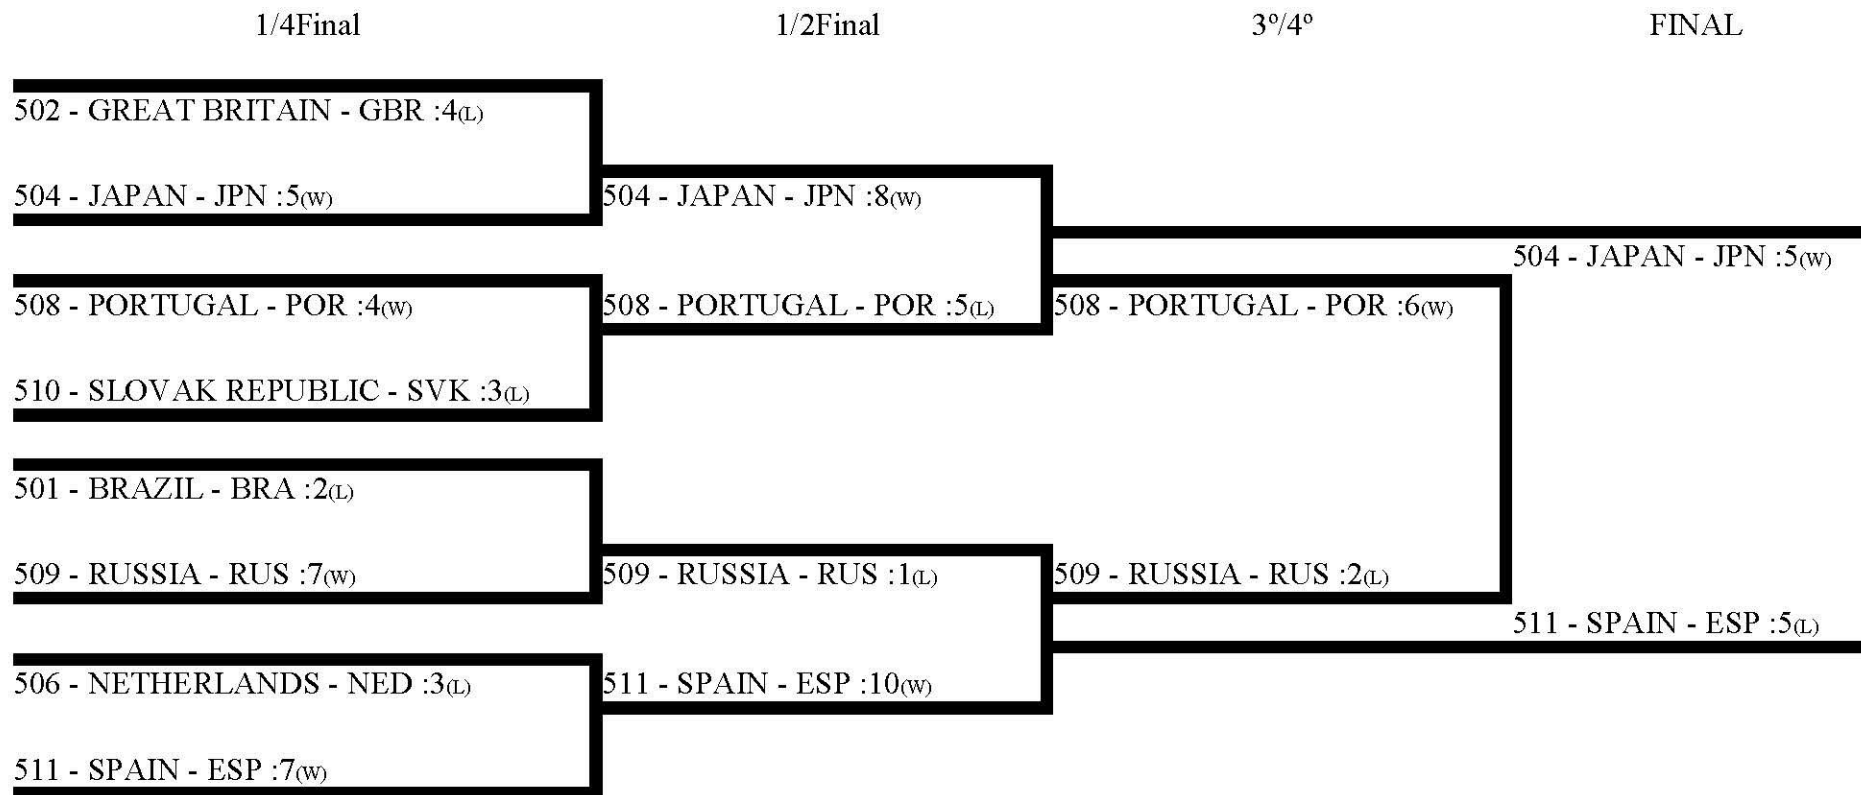 1/4Final
1/2Final
3º/4º
FINAL
502 - GREAT BRITAIN - GBR :4(L)
504 - JAPAN - JPN :5(W)
508 - PORTUGAL - POR :4(W)
510 - SLOVAK REPUBLIC - SVK :3(L)
501 - BRAZIL - BRA :2(L)
509 - RUSSIA - RUS :7(W)
506 - NETHERLANDS - NED :3(L)
511 - SPAIN - ESP :7(W)
504 - JAPAN - JPN :8(W)
508 - PORTUGAL - POR :5(L)
509 - RUSSIA - RUS :1(L)
511 - SPAIN - ESP :10(W)
508 - PORTUGAL - POR :6(W)
509 - RUSSIA - RUS :2(L)
504 - JAPAN - JPN :5(W)
511 - SPAIN - ESP :5(L)